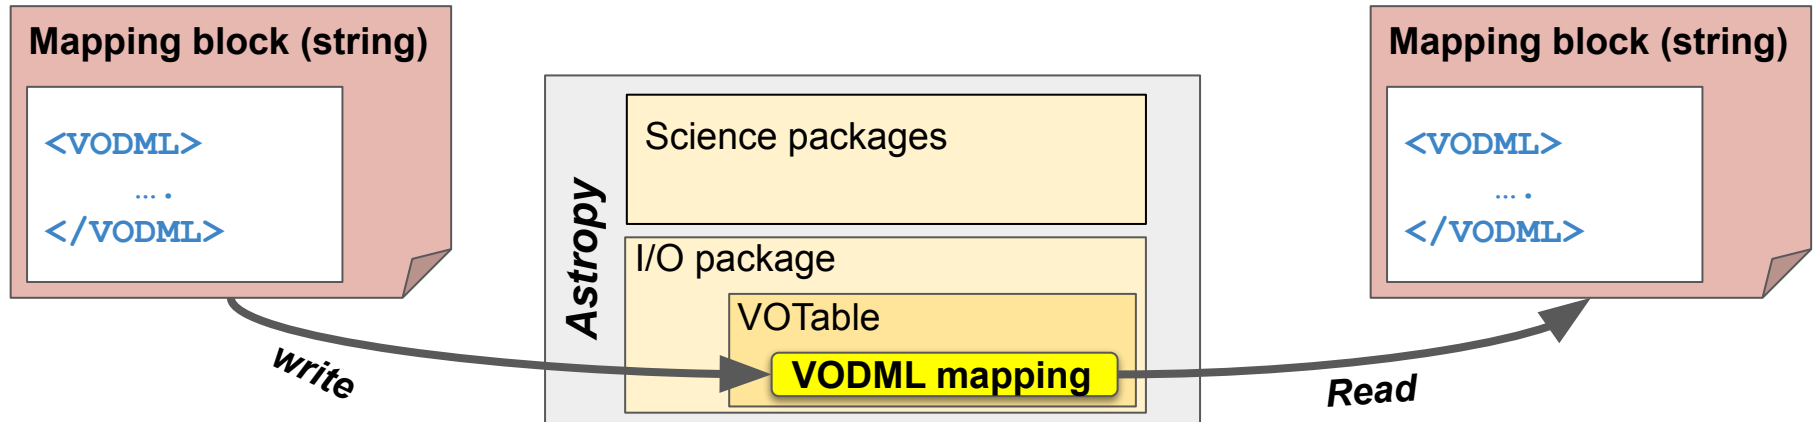 Mapping block (string)
<VODML>
....
</VODML>
write
Astropy
Science packages
I/O package
VOTable
VODML mapping
Mapping block (string)
<VODML>
....
</VODML>
Read